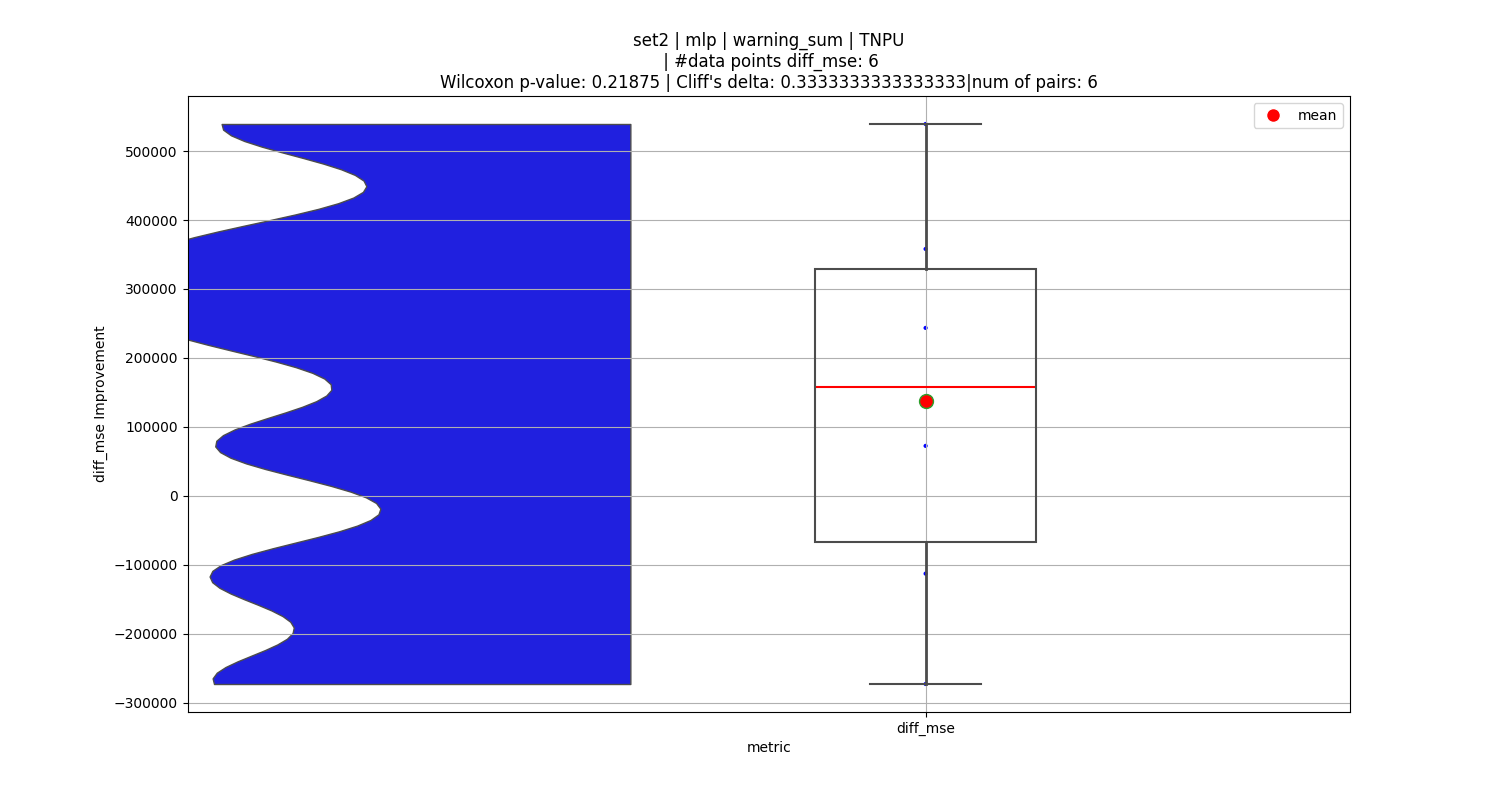 set2 | mlp | warning_sum | TNPU
| #data points diff_mse: 6
Wilcoxon p-value: 0.21875 | Cliff's delta: 0.3333333333333333|num of pairs: 6
mean
500000
400000
300000
200000
100000
0
−100000
−200000
−300000
diff_mse Improvement
diff_mse
metric